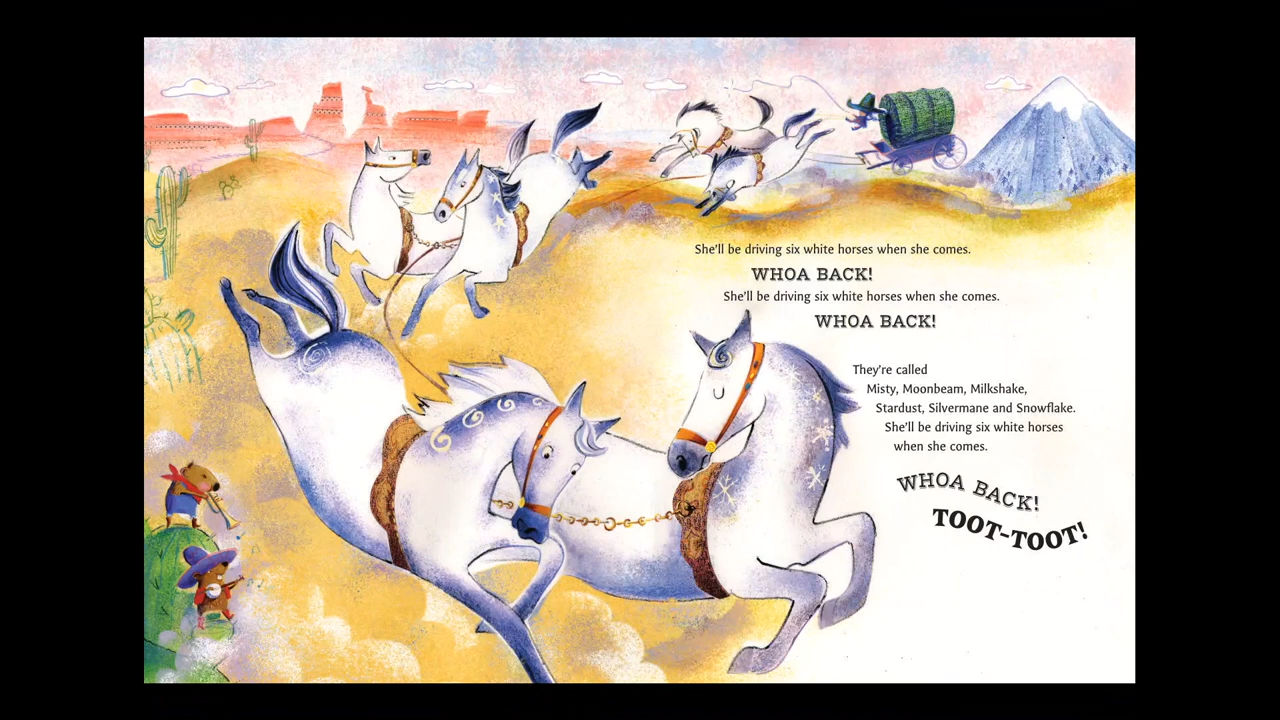 She'll be driving six white horses when she comes.
WHOA BACK!
She'll be driving six white horses when she comes.
WHOA BACK!
They're called
Misty, Moonbeam, Milkshake,
Stardust, Silvermane and Snowflake.
She'll be driving six white horses
when she comes.
WHOA BACK!
TOOT-TOOT!